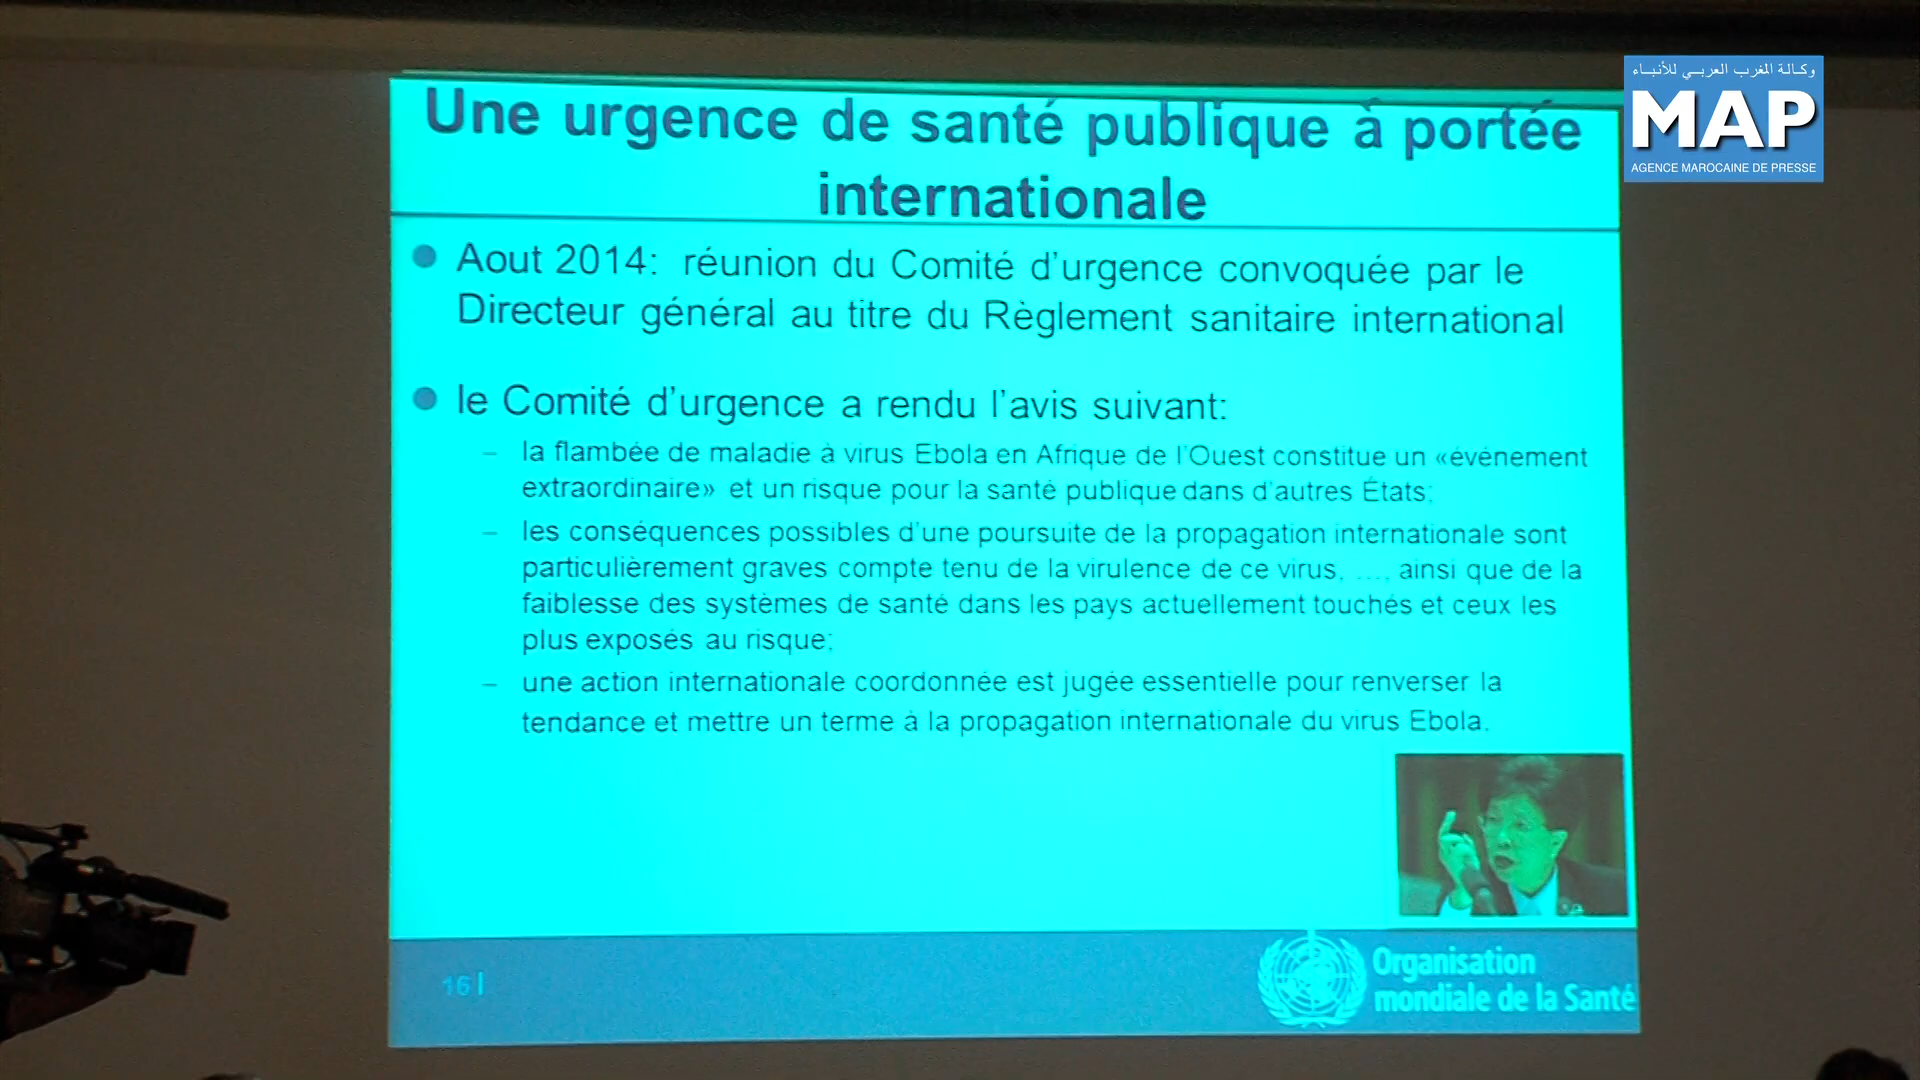 وكالة المغرب العربي للأنباء
MAP
AGENCE MAROCAINE DE PRESSE
Une urgence de santé publique à portée
internationale
Aout 2014: réunion du Comité d'urgence convoquée par le
Directeur général au titre du Règlement sanitaire international
le Comité d'urgence a rendu l'avis suivant:
– la flambée de maladie à virus Ebola en Afrique de l'Ouest constitue un «événement
extraordinaire» et un risque pour la santé publique dans d'autres États;
– les conséquences possibles d'une poursuite de la propagation internationale sont
particulièrement graves compte tenu de la virulence de ce virus, …, ainsi que de la
faiblesse des systèmes de santé dans les pays actuellement touchés et ceux les
plus exposés au risque;
– une action internationale coordonnée est jugée essentielle pour renverser la
tendance et mettre un terme à la propagation internationale du virus Ebola.
16 |
Organisation
mondiale de la Santé